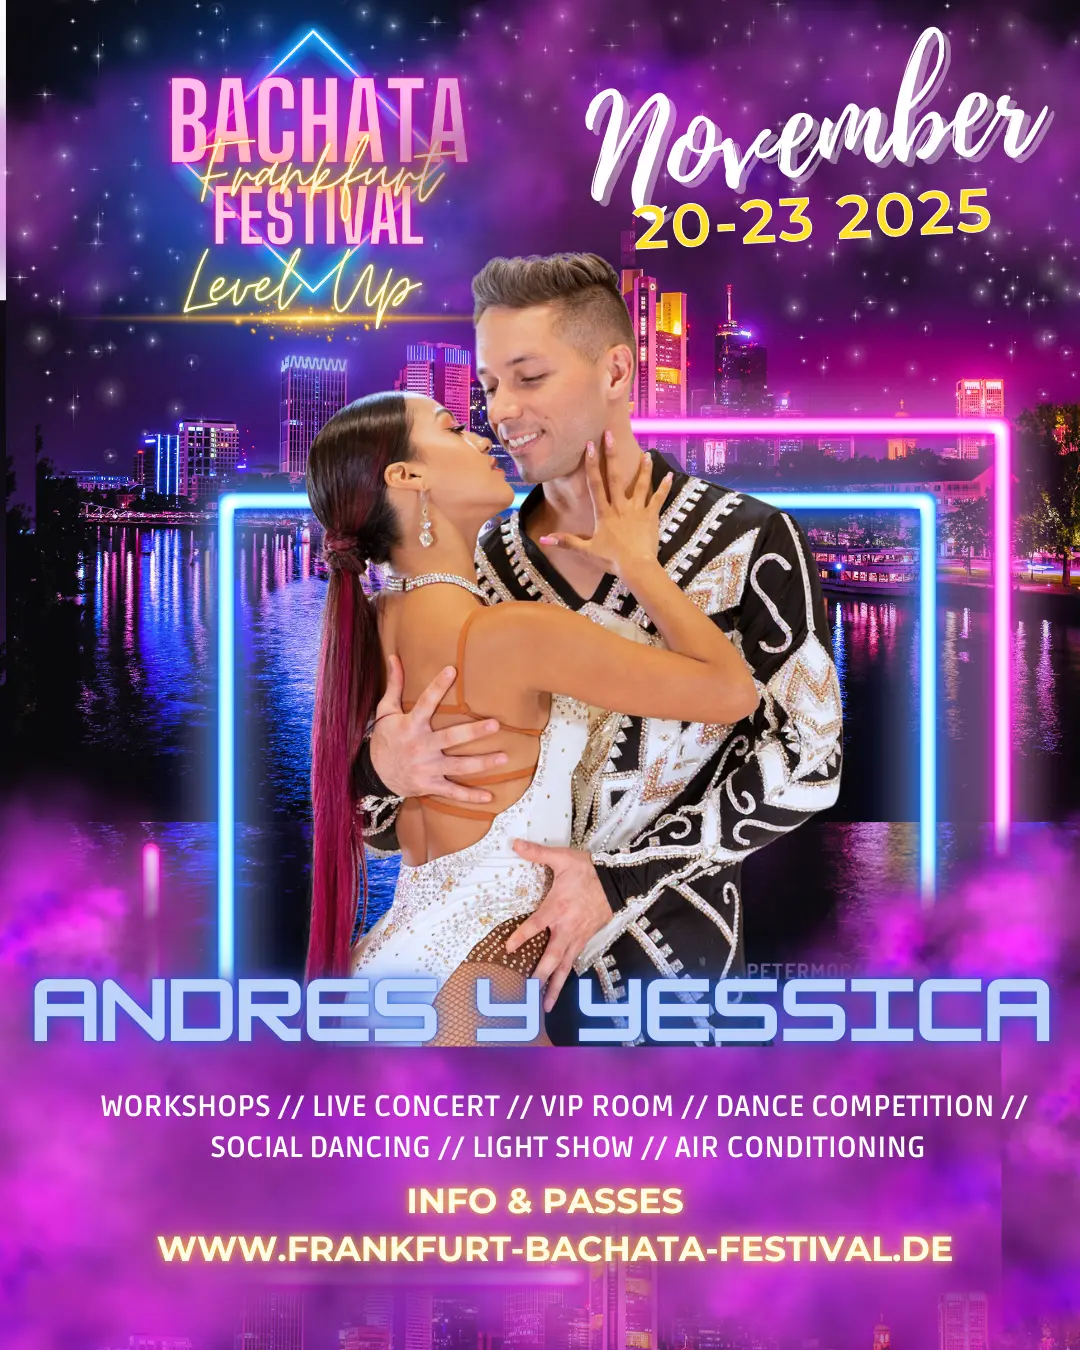 BACHATA
Frankfurt
FESTIVAL
Level Up
November
20-23 2025
ANDRES Y YESSICA
WORKSHOPS // LIVE CONCERT // VIP ROOM // DANCE COMPETITION //
SOCIAL DANCING // LIGHT SHOW // AIR CONDITIONING
INFO & PASSES
WWW.FRANKFURT-BACHATA-FESTIVAL.DE